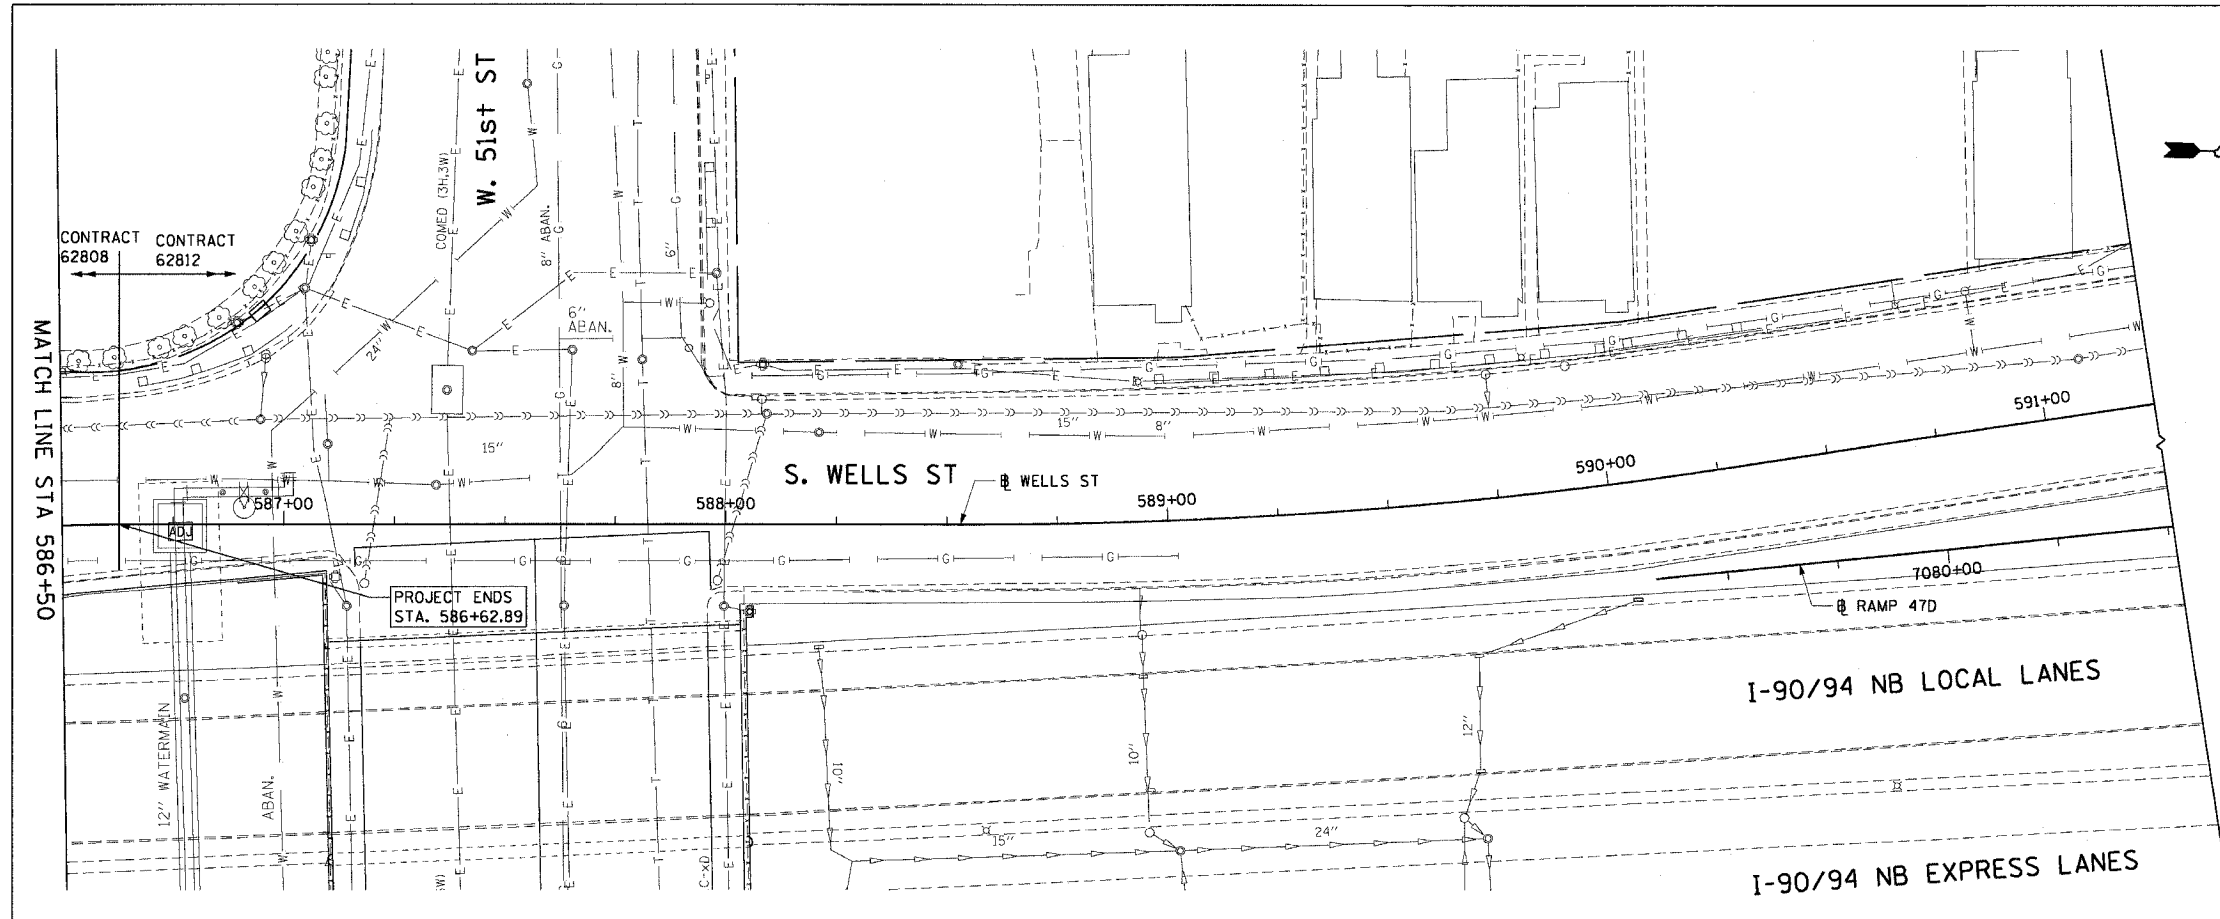 W. 51st ST
COMED (3H,3W)
8" ABAN.
6"
CONTRACT
62808
CONTRACT
62812
24"
6"
ABAN.
8"
MATCH LINE STA 586+50
15"
15"
8"
S. WELLS ST
℄ WELLS ST
587+00
588+00
589+00
590+00
591+00
ADJ
PROJECT ENDS
STA. 586+62.89
7080+00
℄ RAMP 47D
I-90/94 NB LOCAL LANES
12" WATERMAIN
ABAN.
10"
10"
12"
15"
24"
C-xD
I-90/94 NB EXPRESS LANES